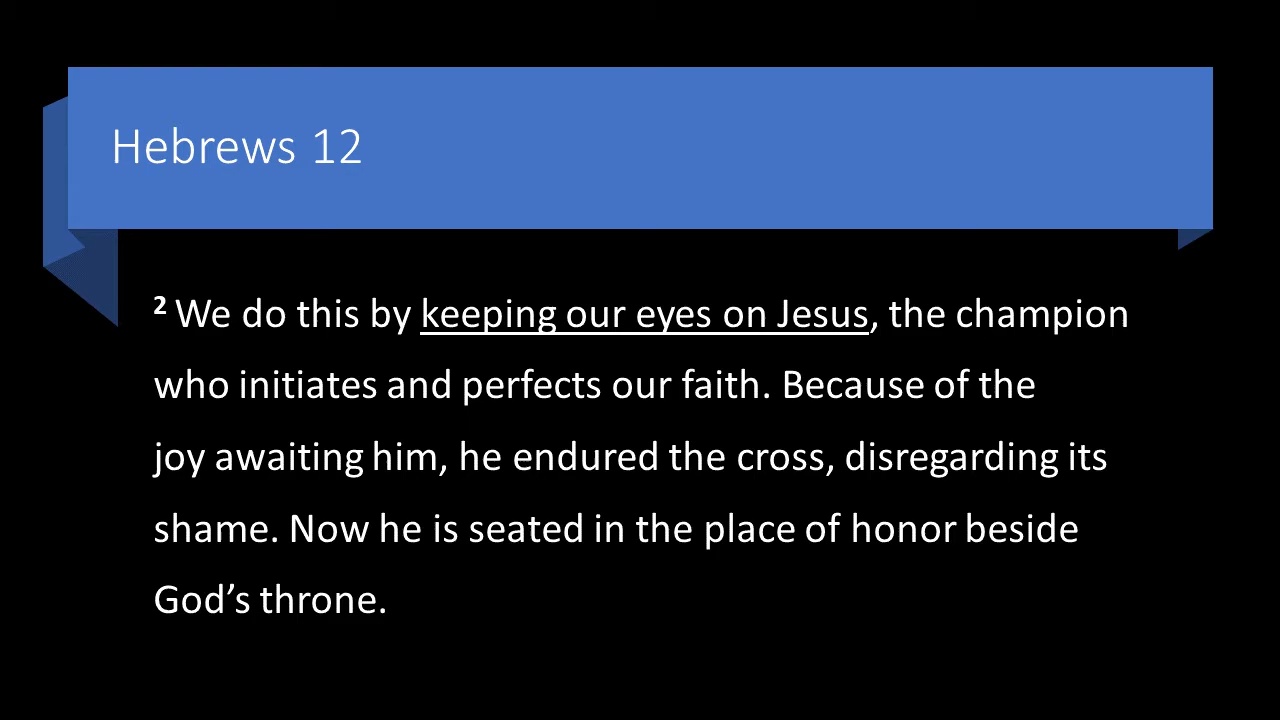 Hebrews 12
2 We do this by keeping our eyes on Jesus, the champion
who initiates and perfects our faith. Because of the
joy awaiting him, he endured the cross, disregarding its
shame. Now he is seated in the place of honor beside
God’s throne.